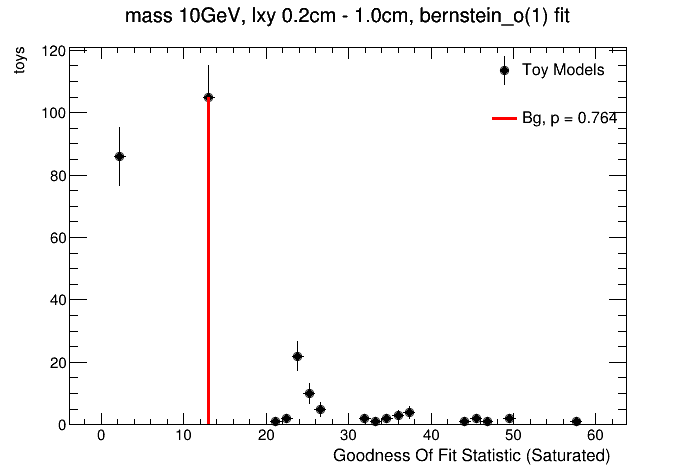 mass 10GeV, lxy 0.2cm - 1.0cm, bernstein_o(1) fit
toys
120
100
80
60
40
20
0
Toy Models
Bg, p = 0.764
0 10 20 30 40 50 60
Goodness Of Fit Statistic (Saturated)